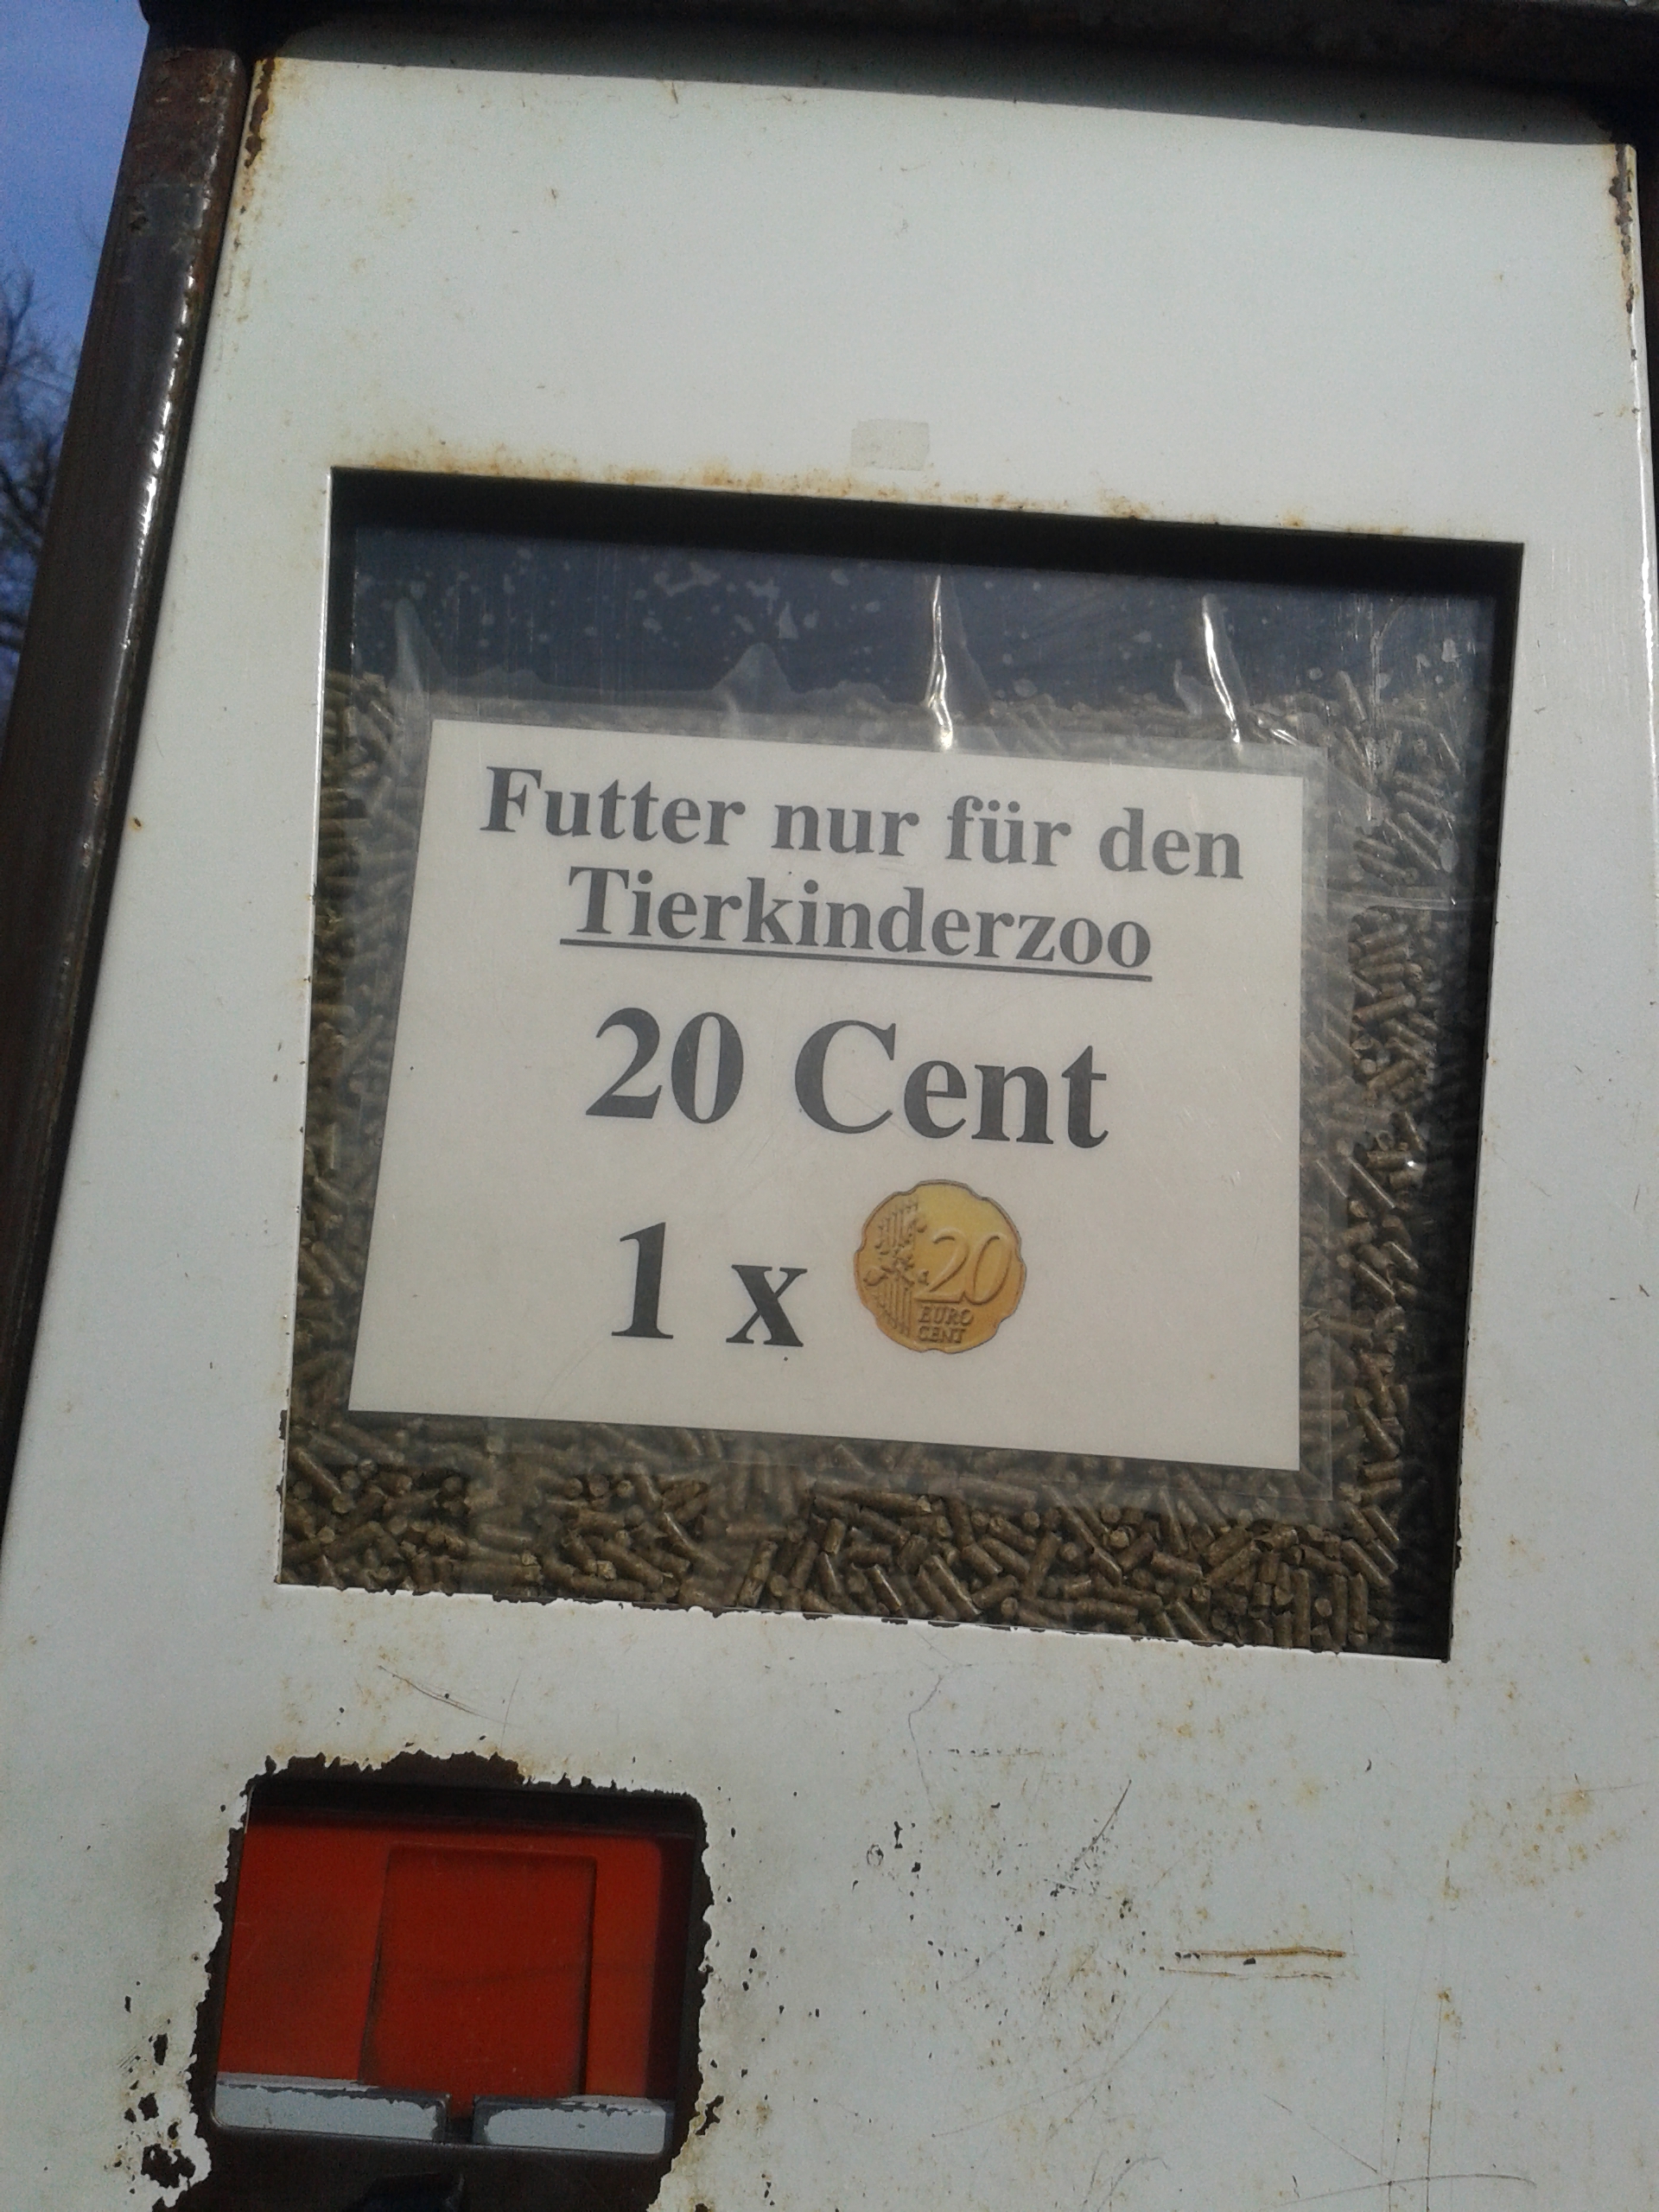 Futter nur für den
Tierkinderzoo
20 Cent
1 x
20
EURO
CENT